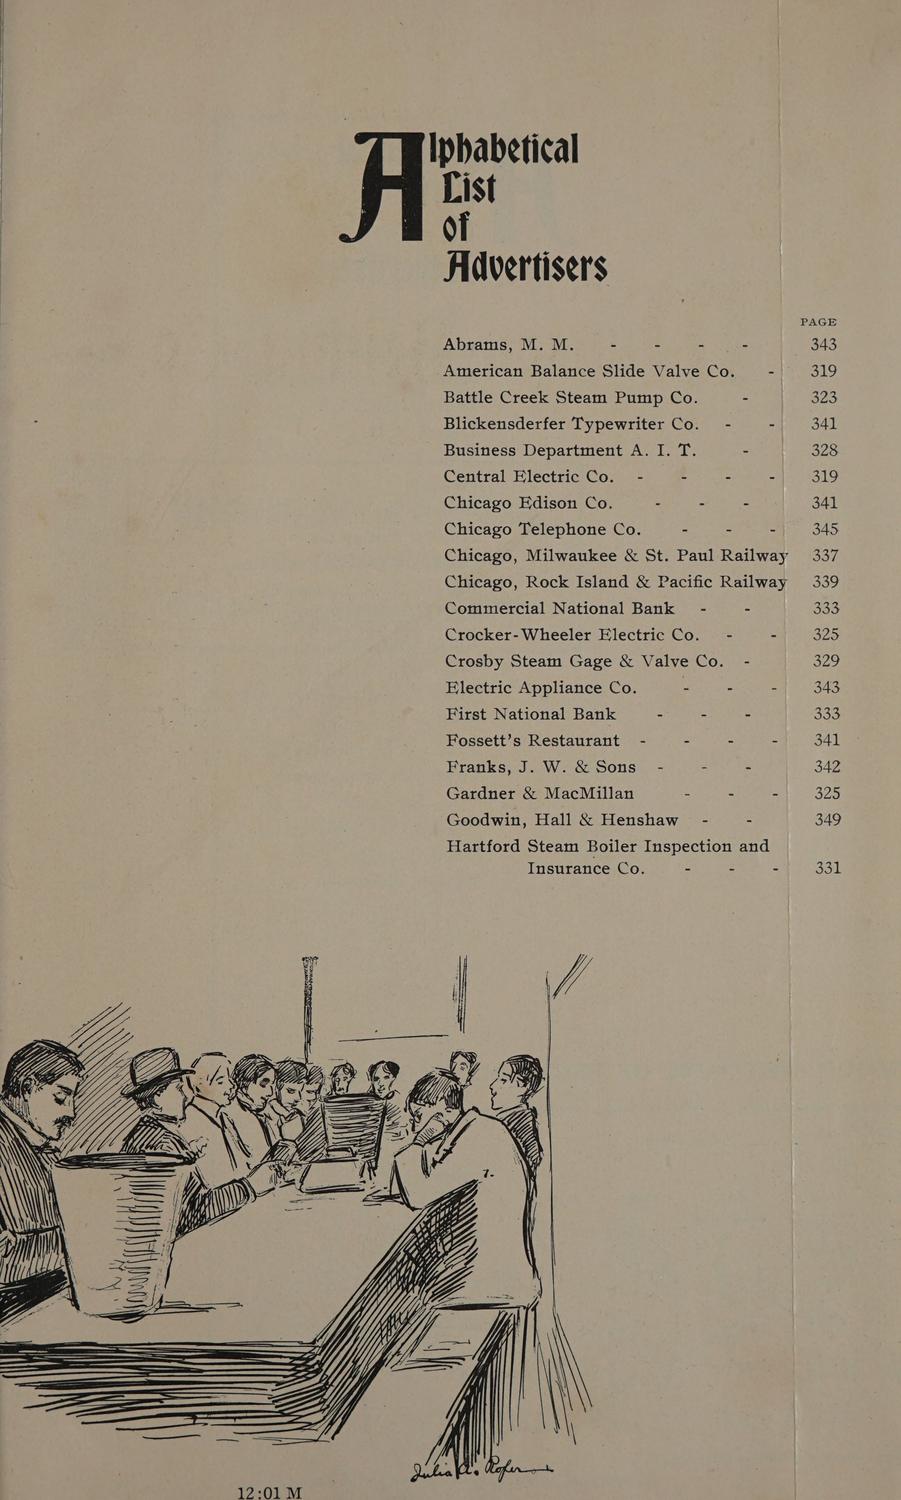 Alphabetical
List
of
Advertisers
PAGE
Abrams, M. M. - - - - 343
American Balance Slide Valve Co. - 319
Battle Creek Steam Pump Co. - 323
Blickensderfer Typewriter Co. - - 341
Business Department A. I. T. - 328
Central Electric Co. - - - - 319
Chicago Edison Co. - - - 341
Chicago Telephone Co. - - - 345
Chicago, Milwaukee & St. Paul Railway 337
Chicago, Rock Island & Pacific Railway 339
Commercial National Bank - - 333
Crocker-Wheeler Electric Co. - - 325
Crosby Steam Gage & Valve Co. - 329
Electric Appliance Co. - - - 343
First National Bank - - - 333
Fossett's Restaurant - - - - 341
Franks, J. W. & Sons - - - 342
Gardner & MacMillan - - - 325
Goodwin, Hall & Henshaw - - 349
Hartford Steam Boiler Inspection and
Insurance Co. - - - 331
Julia
12:01 M